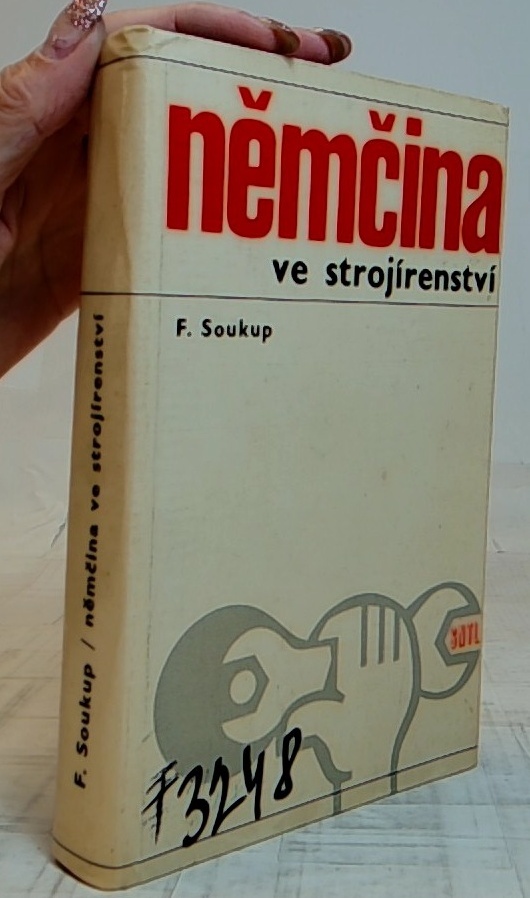 němčina
ve strojírenství
F. Soukup
F. Soukup / němčina ve strojírenství
SNTL
F3248